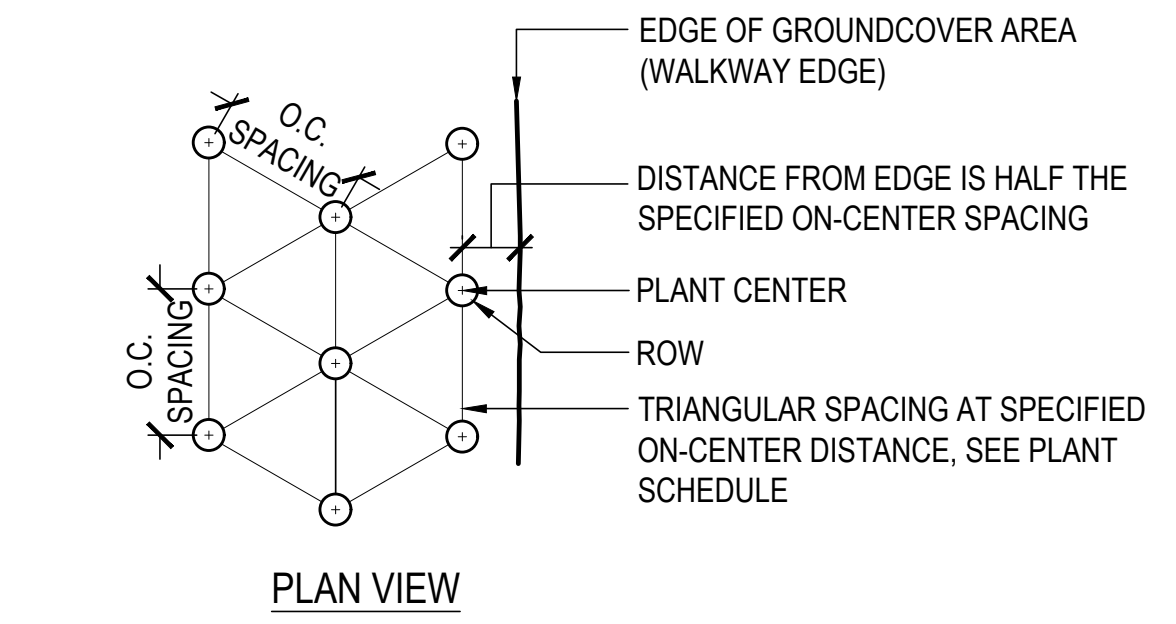 EDGE OF GROUNDCOVER AREA
(WALKWAY EDGE)
O.C.
SPACING
DISTANCE FROM EDGE IS HALF THE
SPECIFIED ON-CENTER SPACING
PLANT CENTER
O.C.
SPACING
ROW
TRIANGULAR SPACING AT SPECIFIED
ON-CENTER DISTANCE, SEE PLANT
SCHEDULE
PLAN VIEW